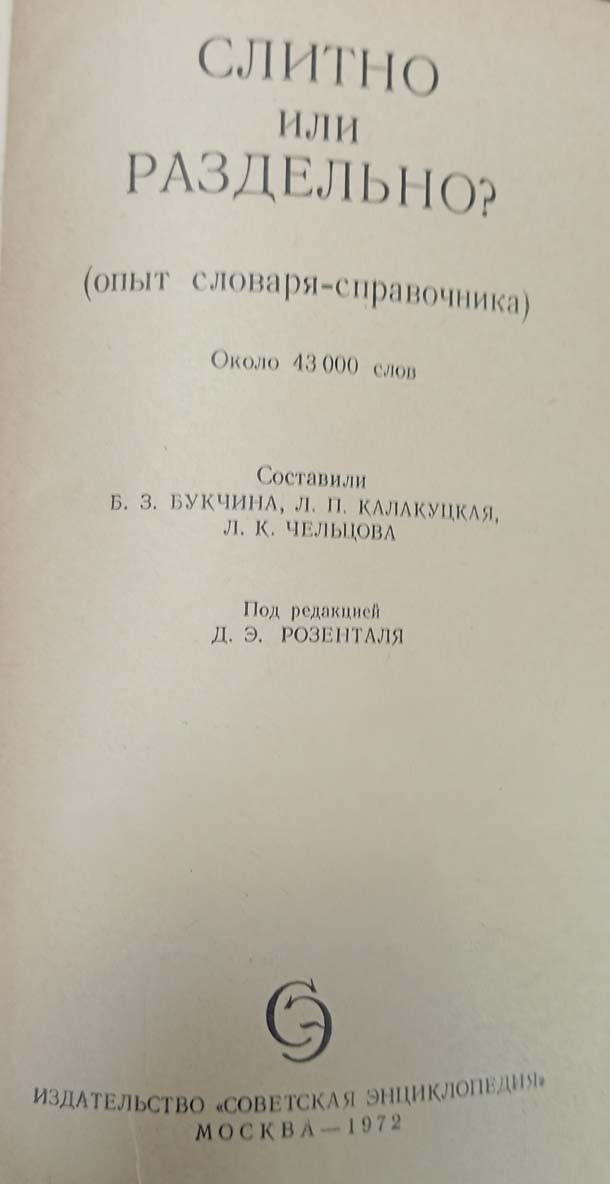 СЛИТНО
ИЛИ
РАЗДЕЛЬНО?
(опыт словаря-справочника)
Около 43 000 слов
Составили
Б. З. БУКЧИНА, Л. П. КАЛАКУЦКАЯ,
Л. К. ЧЕЛЬЦОВА
Под редакцией
Д. Э. РОЗЕНТАЛЯ
СЭ
ИЗДАТЕЛЬСТВО «СОВЕТСКАЯ ЭНЦИКЛОПЕДИЯ»
МОСКВА — 1972